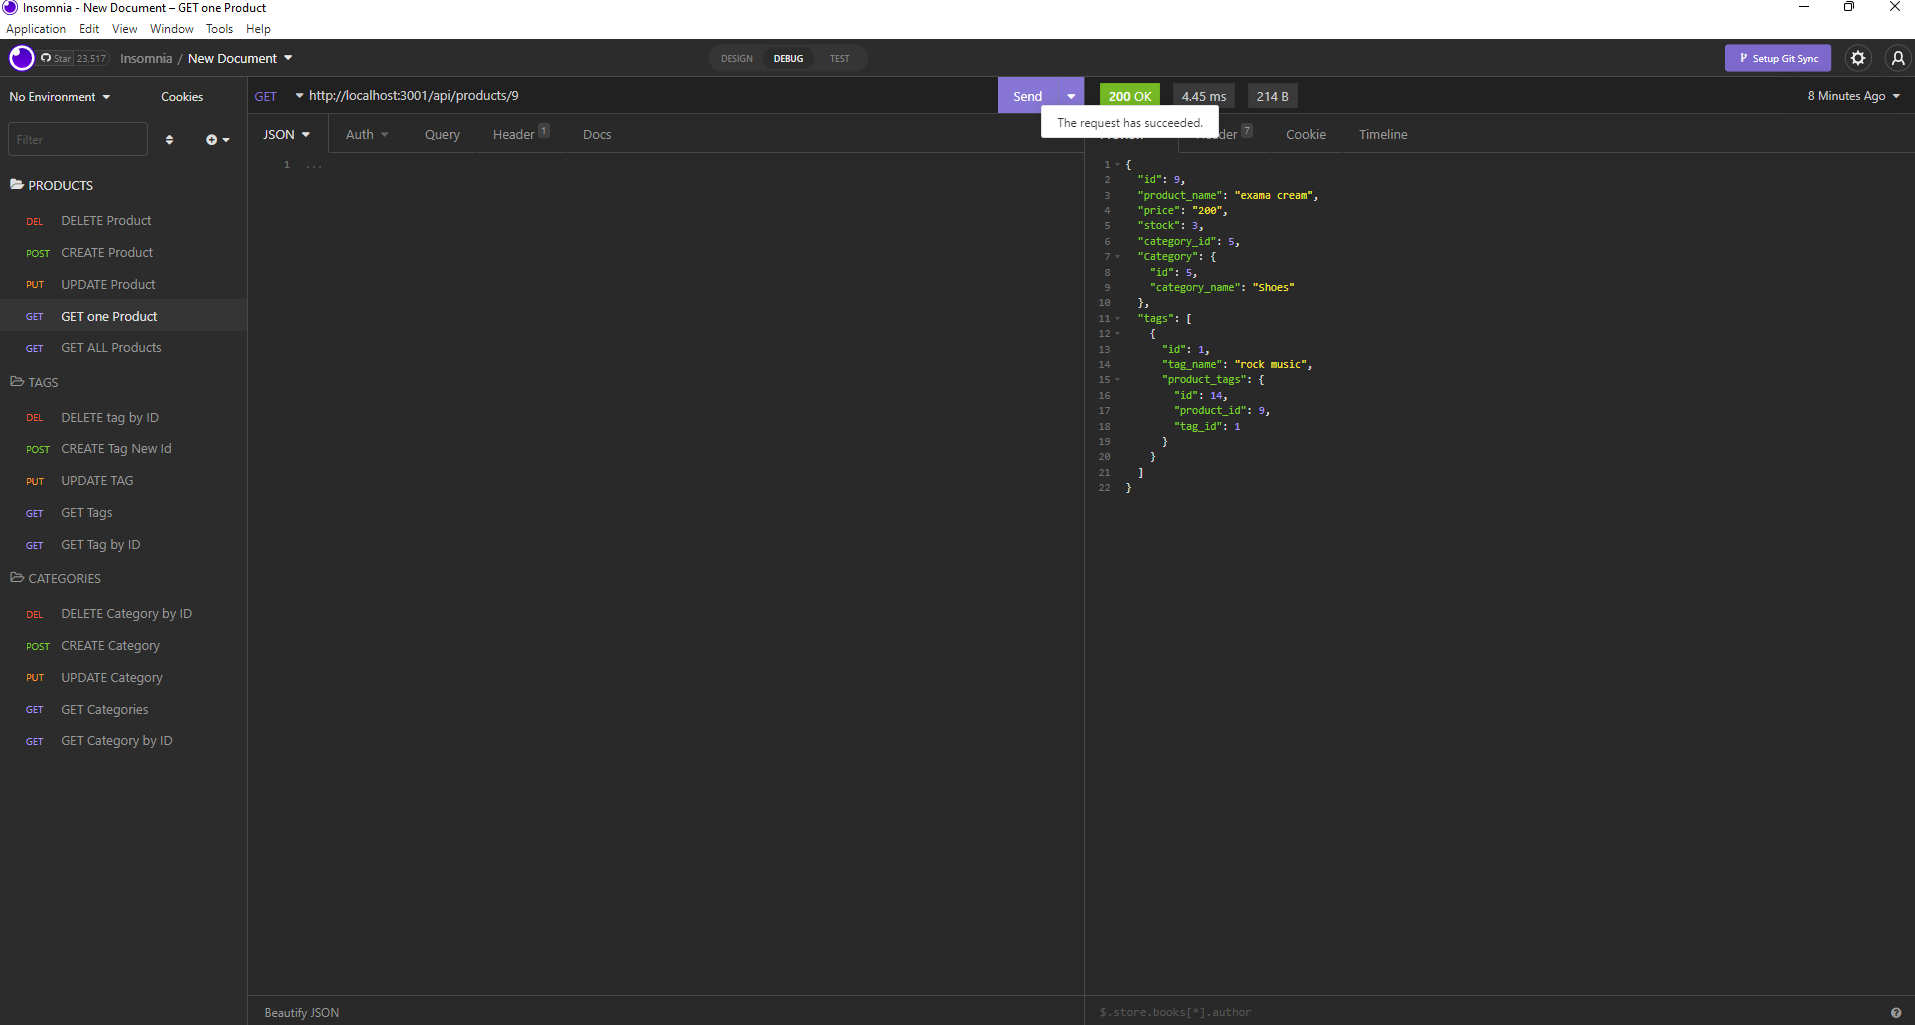 Insomnia - New Document – GET one Product
Application Edit View Window Tools Help
Star 23,517 Insomnia / New Document DESIGN DEBUG TEST Setup Git Sync
No Environment Cookies GET http://localhost:3001/api/products/9 Send 200 OK 4.45 ms 214 B 8 Minutes Ago
The request has succeeded.
Filter JSON Auth Query Header 1 Docs 7 Cookie Timeline
PRODUCTS
DEL DELETE Product
POST CREATE Product
PUT UPDATE Product
GET GET one Product
GET GET ALL Products
TAGS
DEL DELETE tag by ID
POST CREATE Tag New Id
PUT UPDATE TAG
GET GET Tags
GET GET Tag by ID
CATEGORIES
DEL DELETE Category by ID
POST CREATE Category
PUT UPDATE Category
GET GET Categories
GET GET Category by ID
1 ...
1 {
2 "id": 9,
3 "product_name": "exama cream",
4 "price": "200",
5 "stock": 3,
6 "category_id": 5,
7 "Category": {
8 "id": 5,
9 "category_name": "Shoes"
10 },
11 "tags": [
12 {
13 "id": 1,
14 "tag_name": "rock music",
15 "product_tags": {
16 "id": 14,
17 "product_id": 9,
18 "tag_id": 1
19 }
20 }
21 ]
22 }
Beautify JSON
$.store.books[*].author